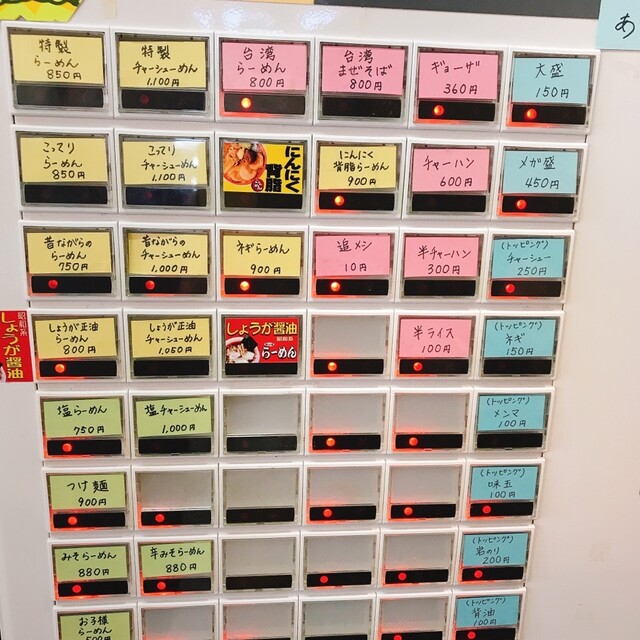 あ
特製
らーめん
850円
特製
チャーシューめん
1,100円
台湾
らーめん
800円
台湾
まぜそば
800円
ギョーザ
360円
大盛
150円
こってり
らーめん
850円
こってり
チャーシューめん
1,100円
にんにく
背脂
にんにく
背脂らーめん
900円
チャーハン
600円
メガ盛
450円
昔ながらの
らーめん
750円
昔ながらの
チャーシューめん
1,000円
ネギらーめん
900円
追メシ
10円
半チャーハン
300円
(トッピング)
チャーシュー
250円
昭和系
しょうが醤油
しょうが正油
らーめん
800円
しょうが正油
チャーシューめん
1,050円
しょうが醤油
昭和系
らーめん
半ライス
100円
(トッピング)
ネギ
150円
塩らーめん
750円
塩チャーシューめん
1,000円
(トッピング)
メンマ
100円
つけ麺
900円
(トッピング)
味玉
100円
みそらーめん
880円
辛みそらーめん
880円
(トッピング)
岩のり
200円
お子様
らーめん
500円
(トッピング)
背油
100円